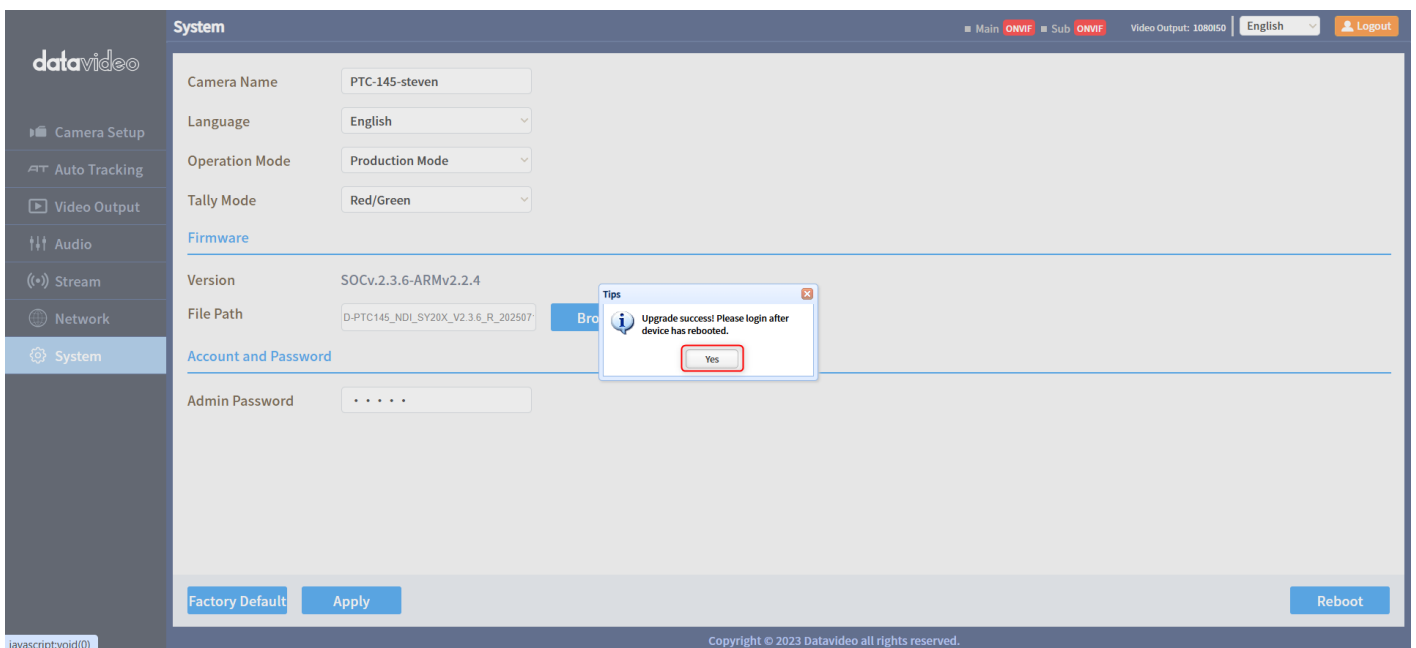 System
Main ONVIF Sub ONVIF Video Output: 1080I50 English Logout
datavideo
Camera Setup
Auto Tracking
Video Output
Audio
Stream
Network
System
Camera Name PTC-145-steven
Language English
Operation Mode Production Mode
Tally Mode Red/Green
Firmware
Version SOCv.2.3.6-ARMv2.2.4
File Path D-PTC145_NDI_SY20X_V2.3.6_R_202507 Bro
Tips
Upgrade success! Please login after
device has rebooted.
Yes
Account and Password
Admin Password •••••
Factory Default Apply Reboot
javascript:void(0)
Copyright © 2023 Datavideo all rights reserved.